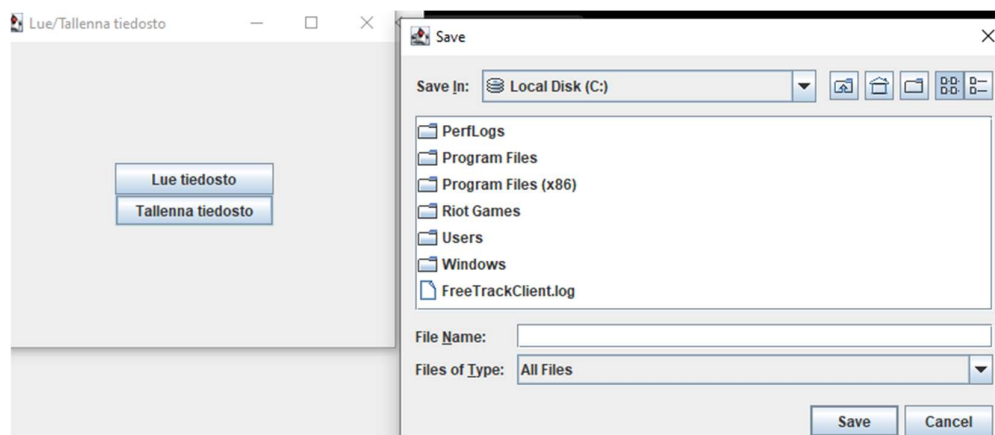 Lue/Tallenna tiedosto
Lue tiedosto
Tallenna tiedosto
Save
Save In: Local Disk (C:)
PerfLogs
Program Files
Program Files (x86)
Riot Games
Users
Windows
FreeTrackClient.log
File Name:
Files of Type: All Files
Save Cancel